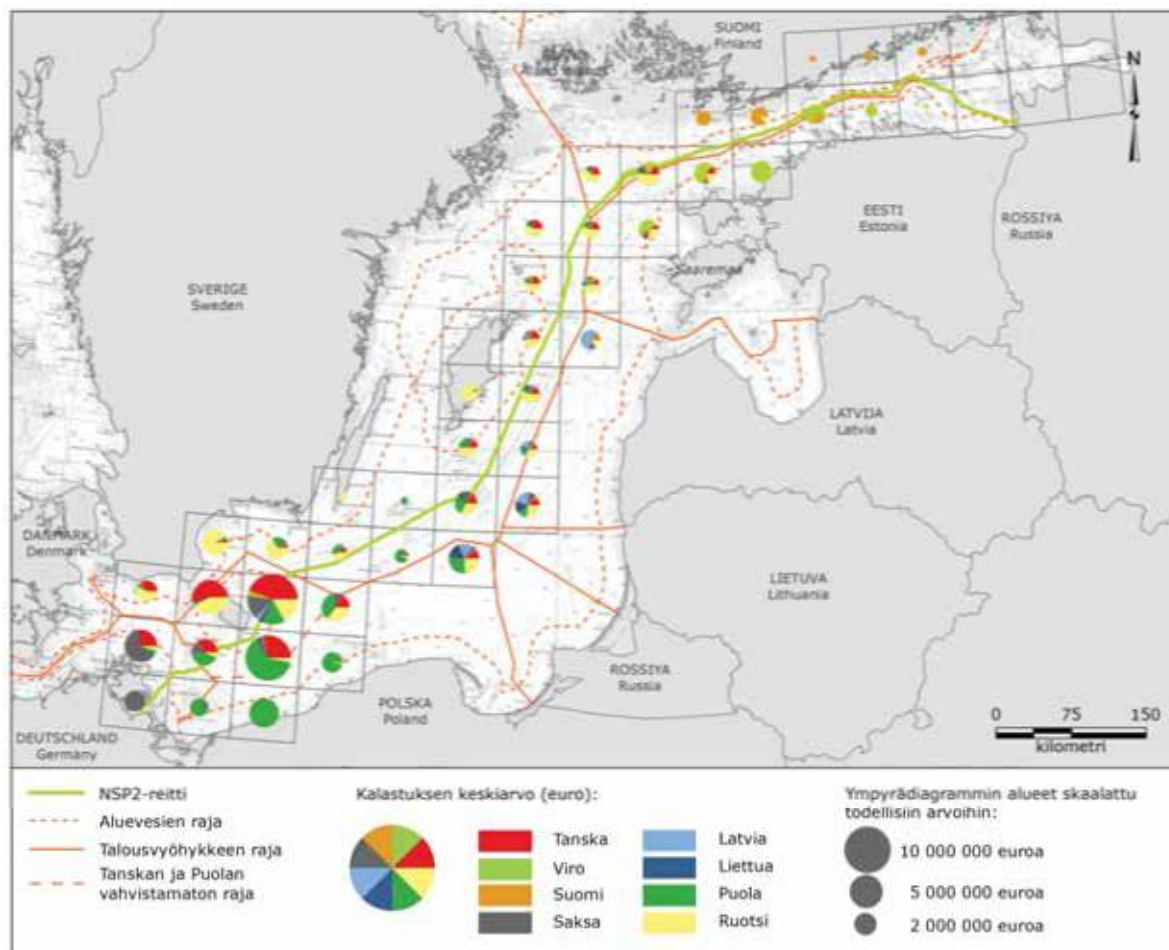 SUOMI
Finland
N
EESTI
Estonia
ROSSIYA
Russia
Saaremaa
SVERIGE
Sweden
LATVIJA
Latvia
DANMARK
Denmark
LIETUVA
Lithuania
ROSSIYA
Russia
POLSKA
Poland
DEUTSCHLAND
Germany
0 75 150
kilometri
NSP2-reitti
Aluevesien raja
Talousvyöhykkeen raja
Tanskan ja Puolan
vahvistamaton raja
Kalastuksen keskiarvo (euro):
Tanska
Viro
Suomi
Saksa
Latvia
Liettua
Puola
Ruotsi
Ympyrädiagrammin alueet skaalattu
todellisiin arvoihin:
10 000 000 euroa
5 000 000 euroa
2 000 000 euroa